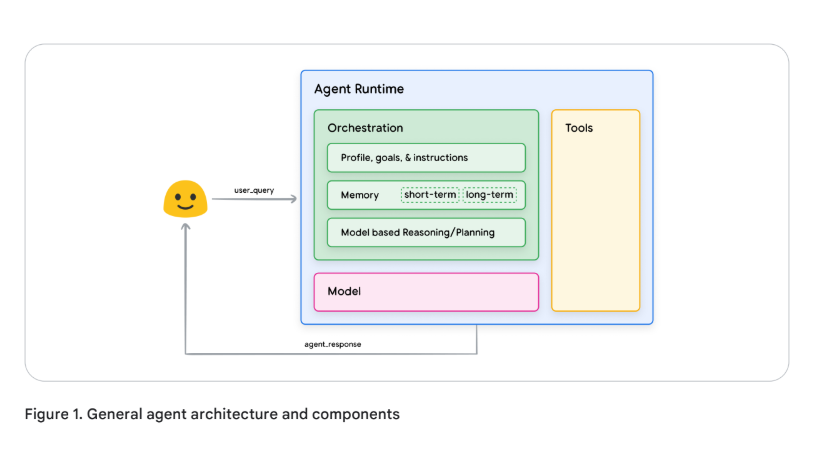 Agent Runtime
Orchestration
Profile, goals, & instructions
Memory short-term long-term
Model based Reasoning/Planning
Model
Tools
user_query
agent_response
Figure 1. General agent architecture and components